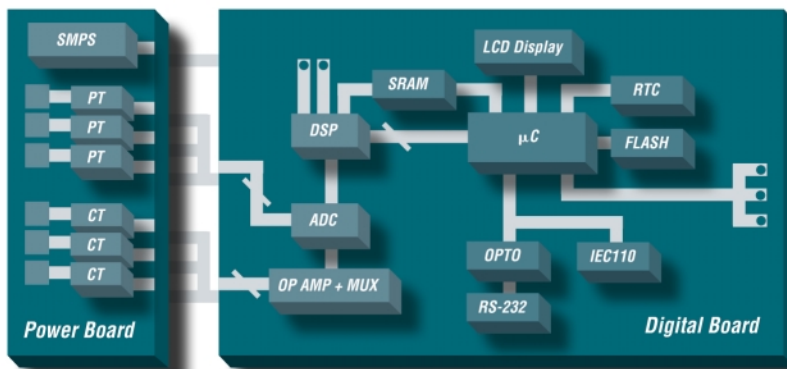 SMPS
PT
PT
PT
CT
CT
CT
Power Board
LCD Display
SRAM
RTC
DSP
µC
FLASH
ADC
OPTO
IEC110
OP AMP + MUX
RS-232
Digital Board